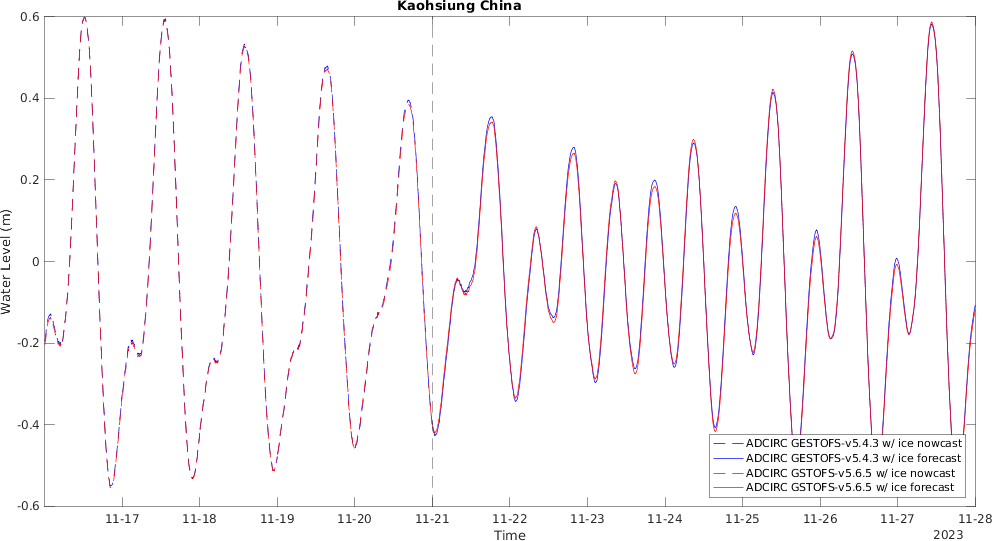 Kaohsiung China
0.6
0.4
0.2
0
-0.2
-0.4
-0.6
Water Level (m)
ADCIRC GESTOFS-v5.4.3 w/ ice nowcast
ADCIRC GESTOFS-v5.4.3 w/ ice forecast
ADCIRC GSTOFS-v5.6.5 w/ ice nowcast
ADCIRC GSTOFS-v5.6.5 w/ ice forecast
11-17 11-18 11-19 11-20 11-21 11-22 11-23 11-24 11-25 11-26 11-27 11-28
Time
2023